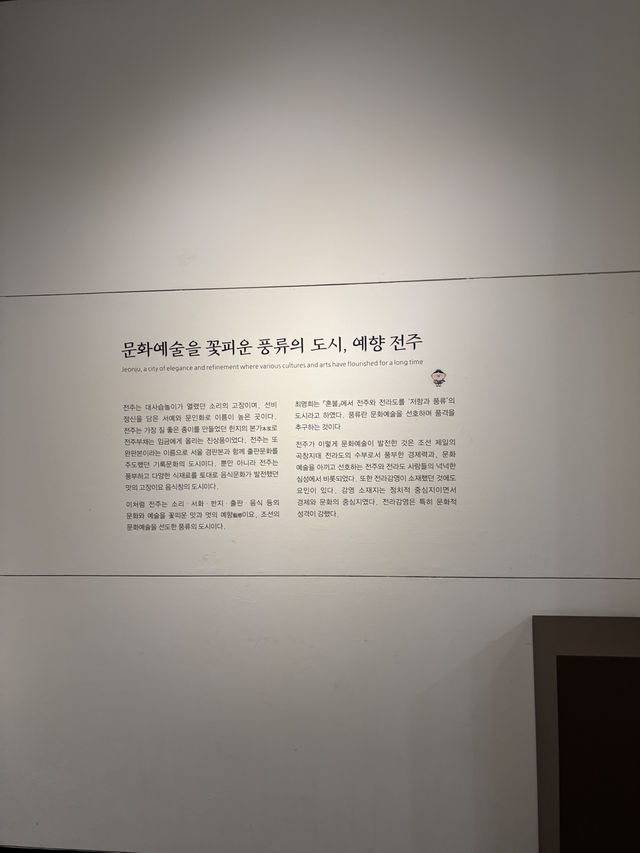 문화예술을 꽃피운 풍류의 도시, 예향 전주
Jeonju, a city of elegance and refinement where various cultures and arts have flourished for a long time
전주는 대사습놀이가 열렸던 소리의 고장이며, 선비
정신을 담은 서예와 문인화로 이름이 높은 곳이다.
전주는 가장 질 좋은 종이를 만들었던 한지의 본가本家로
전주부채는 임금에게 올리는 진상품이었다. 전주는 또
완판본이라는 이름으로 서울 경판본과 함께 출판문화를
주도했던 기록문화의 도시이다. 뿐만 아니라 전주는
풍부하고 다양한 식재료를 토대로 음식문화가 발전했던
맛의 고장이요 음식창의 도시이다.
이처럼 전주는 소리 · 서화 · 한지 · 출판 · 음식 등의
문화와 예술을 꽃피운 맛과 멋의 예향藝鄕이요, 조선의
문화예술을 선도한 풍류의 도시이다.
최명희는 『혼불』에서 전주와 전라도를 '저항과 풍류'의
도시라고 하였다. 풍류란 문화예술을 선호하며 품격을
추구하는 것이다
전주가 이렇게 문화예술이 발전한 것은 조선 제일의
곡창지대 전라도의 수부로서 풍부한 경제력과, 문화
예술을 아끼고 선호하는 전주와 전라도 사람들의 넉넉한
심성에서 비롯되었다. 또한 전라감영이 소재했던 것에도
요인이 있다. 감영 소재지는 정치적 중심지이면서
경제와 문화의 중심지였다. 전라감영은 특히 문화적
성격이 강했다.